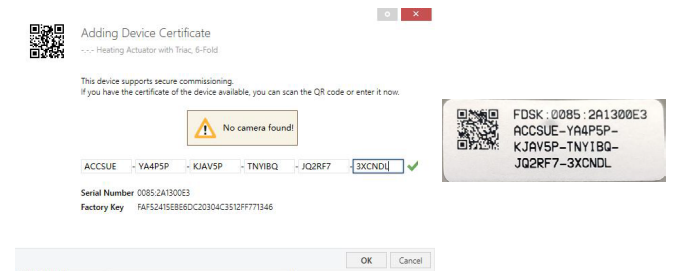 Adding Device Certificate
-.-.- Heating Actuator with Triac, 6-Fold
This device supports secure commissioning.
If you have the certificate of the device available, you can scan the QR code or enter it now.
No camera found!
ACCSUE - YA4P5P - KJAV5P - TNYIBQ - JQ2RF7 - 3XCNDL
Serial Number 0085:2A1300E3
Factory Key FAF52415EBE6DC20304C3512FF771346
OK Cancel
FDSK:0085:2A1300E3
ACCSUE-YA4P5P-
KJAV5P-TNYIBQ-
JQ2RF7-3XCNDL